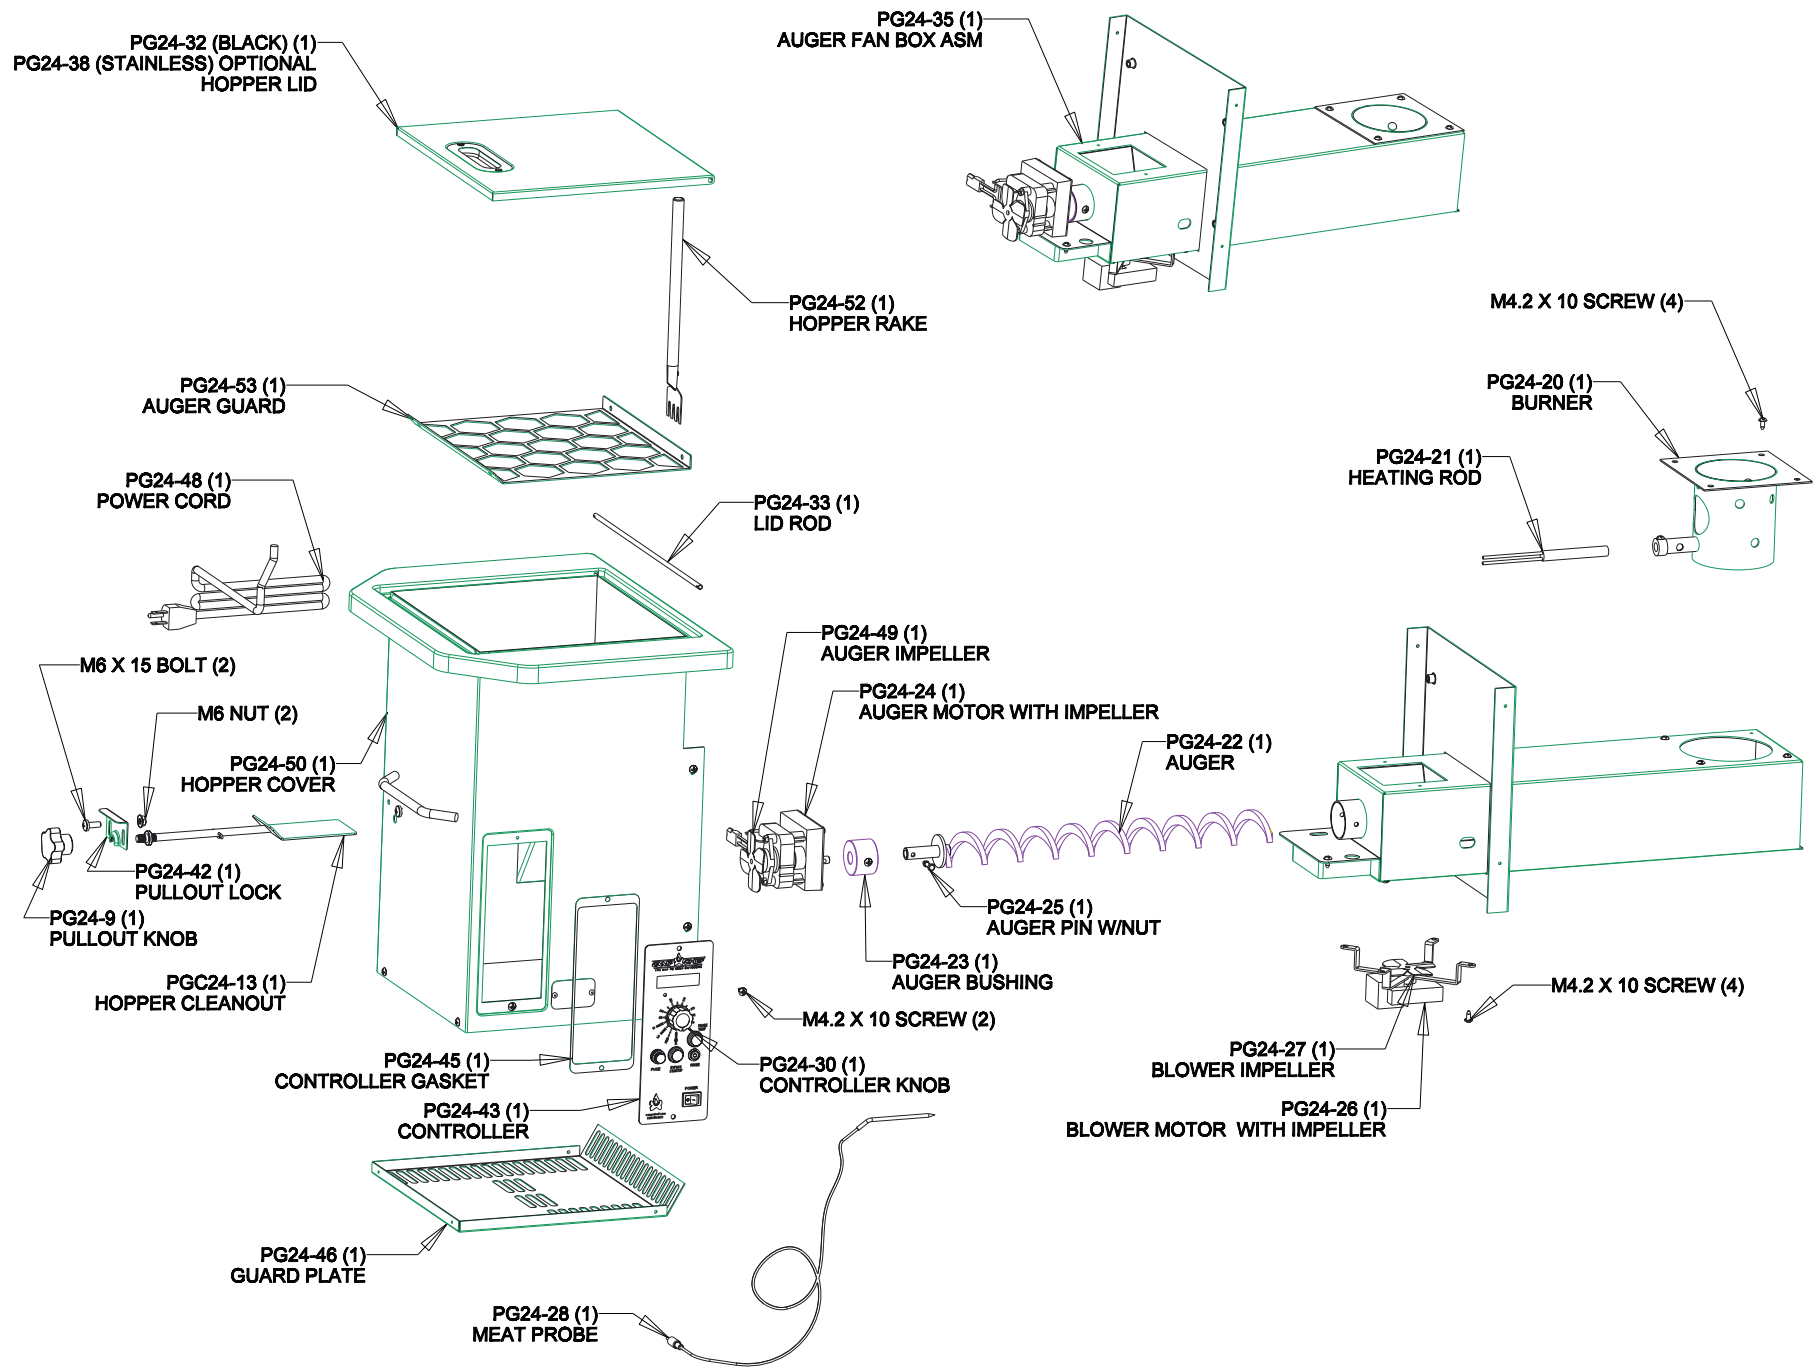 PG24-32 (BLACK) (1)
PG24-38 (STAINLESS) OPTIONAL
HOPPER LID
PG24-35 (1)
AUGER FAN BOX ASM
PG24-52 (1)
HOPPER RAKE
M4.2 X 10 SCREW (4)
PG24-20 (1)
BURNER
PG24-53 (1)
AUGER GUARD
PG24-21 (1)
HEATING ROD
PG24-48 (1)
POWER CORD
PG24-33 (1)
LID ROD
PG24-49 (1)
AUGER IMPELLER
M6 X 15 BOLT (2)
PG24-24 (1)
AUGER MOTOR WITH IMPELLER
M6 NUT (2)
PG24-22 (1)
AUGER
PG24-50 (1)
HOPPER COVER
PG24-42 (1)
PULLOUT LOCK
PG24-9 (1)
PULLOUT KNOB
PG24-25 (1)
AUGER PIN W/NUT
PG24-23 (1)
AUGER BUSHING
PGC24-13 (1)
HOPPER CLEANOUT
M4.2 X 10 SCREW (4)
M4.2 X 10 SCREW (2)
PG24-45 (1)
CONTROLLER GASKET
PG24-30 (1)
CONTROLLER KNOB
PG24-27 (1)
BLOWER IMPELLER
POWER
PG24-43 (1)
CONTROLLER
PG24-26 (1)
BLOWER MOTOR  WITH IMPELLER
PG24-46 (1)
GUARD PLATE
PG24-28 (1)
MEAT PROBE